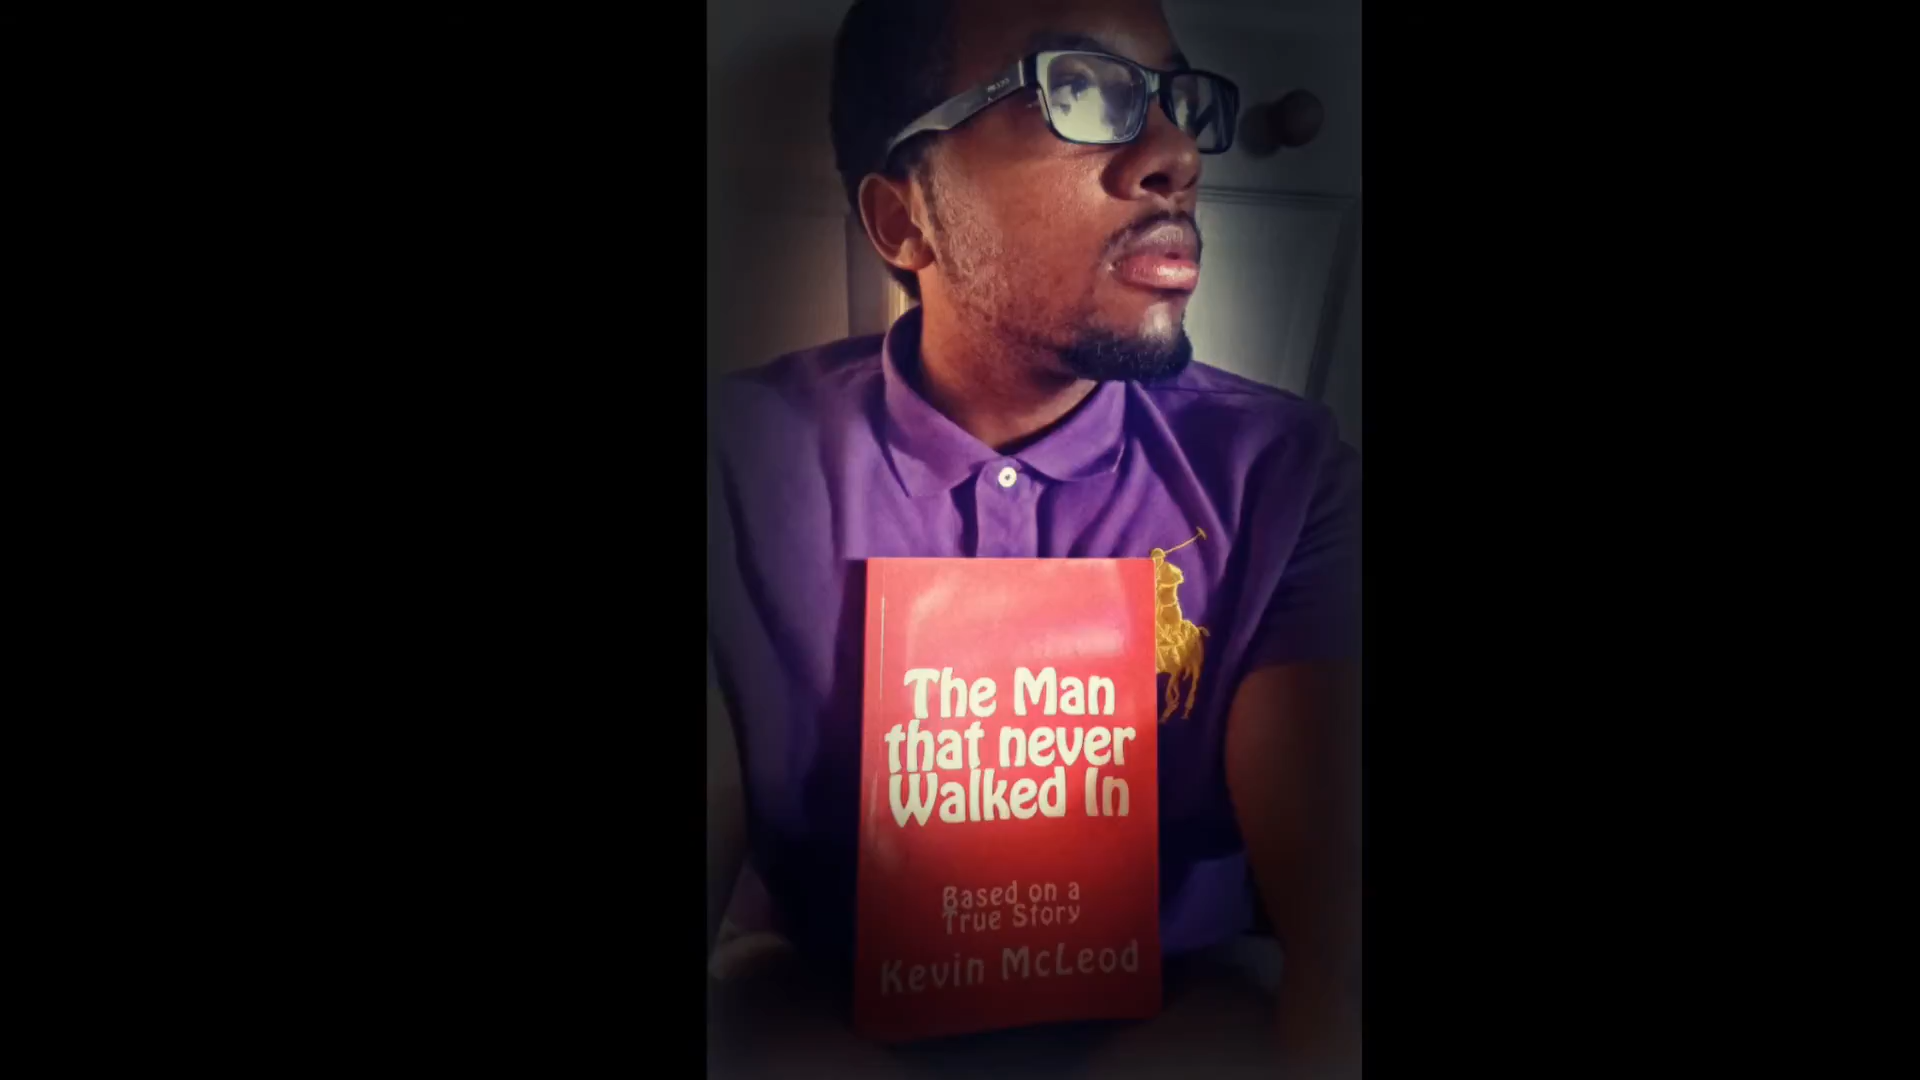 The Man
that never
Walked In
Based on a
True Story
Kevin McLeod